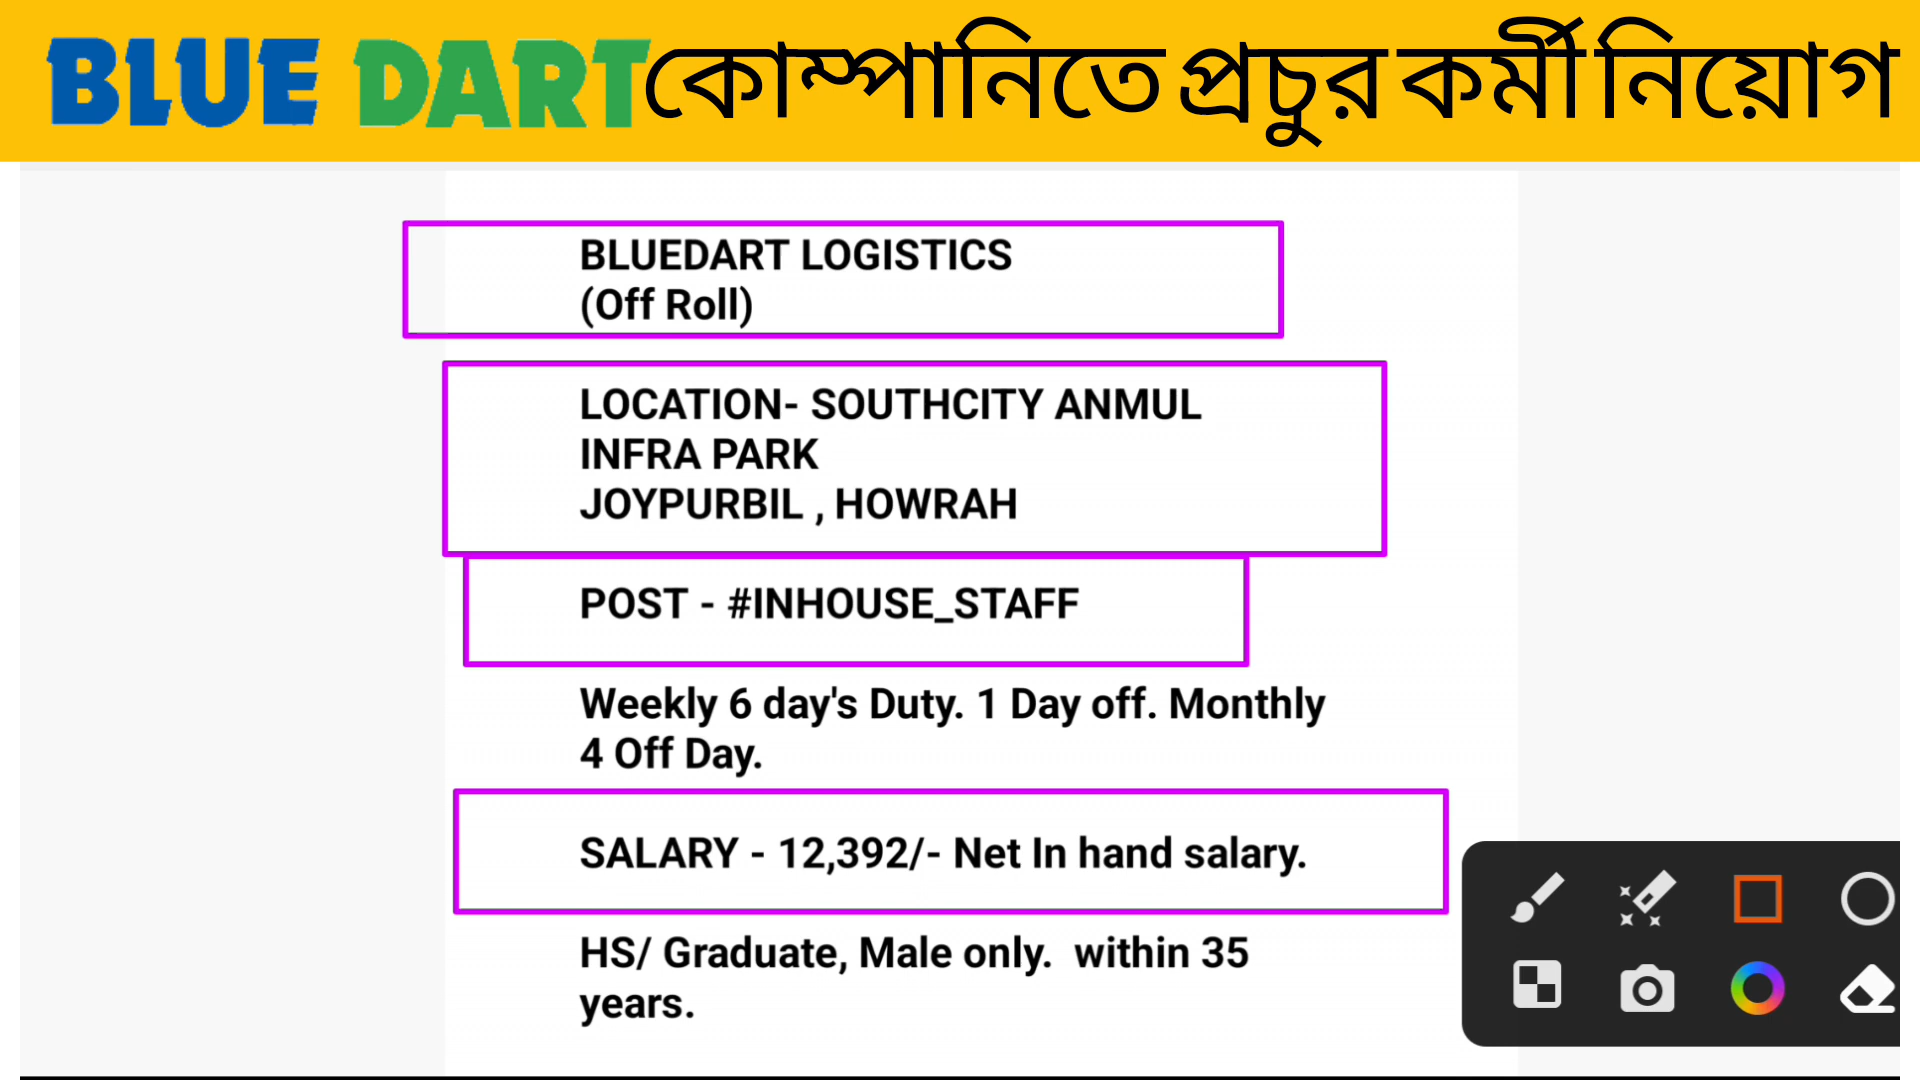 BLUE DART কোম্পানিতে প্রচুর কর্মী নিয়োগ
BLUEDART LOGISTICS
(Off Roll)
LOCATION- SOUTHCITY ANMUL
INFRA PARK
JOYPURBIL , HOWRAH
POST - #INHOUSE_STAFF
Weekly 6 day's Duty. 1 Day off. Monthly
4 Off Day.
SALARY - 12,392/- Net In hand salary.
HS/ Graduate, Male only.  within 35
years.